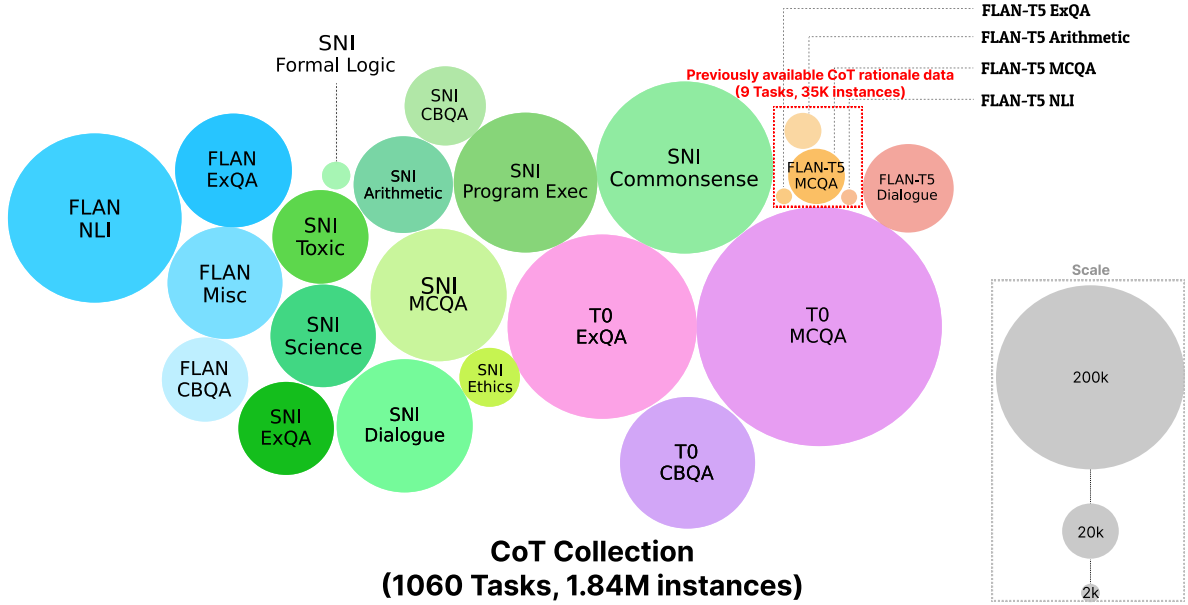 FLAN-T5 ExQA
FLAN-T5 Arithmetic
FLAN-T5 MCQA
FLAN-T5 NLI
Previously available CoT rationale data
(9 Tasks, 35K instances)
SNI
Formal Logic
SNI
CBQA
FLAN
ExQA
SNI
Arithmetic
SNI
Program Exec
SNI
Commonsense
FLAN-T5
MCQA
FLAN-T5
Dialogue
FLAN
NLI
SNI
Toxic
FLAN
Misc
SNI
MCQA
SNI
Science
T0
ExQA
T0
MCQA
FLAN
CBQA
SNI
Ethics
SNI
ExQA
SNI
Dialogue
T0
CBQA
Scale
200k
20k
2k
CoT Collection
(1060 Tasks, 1.84M instances)